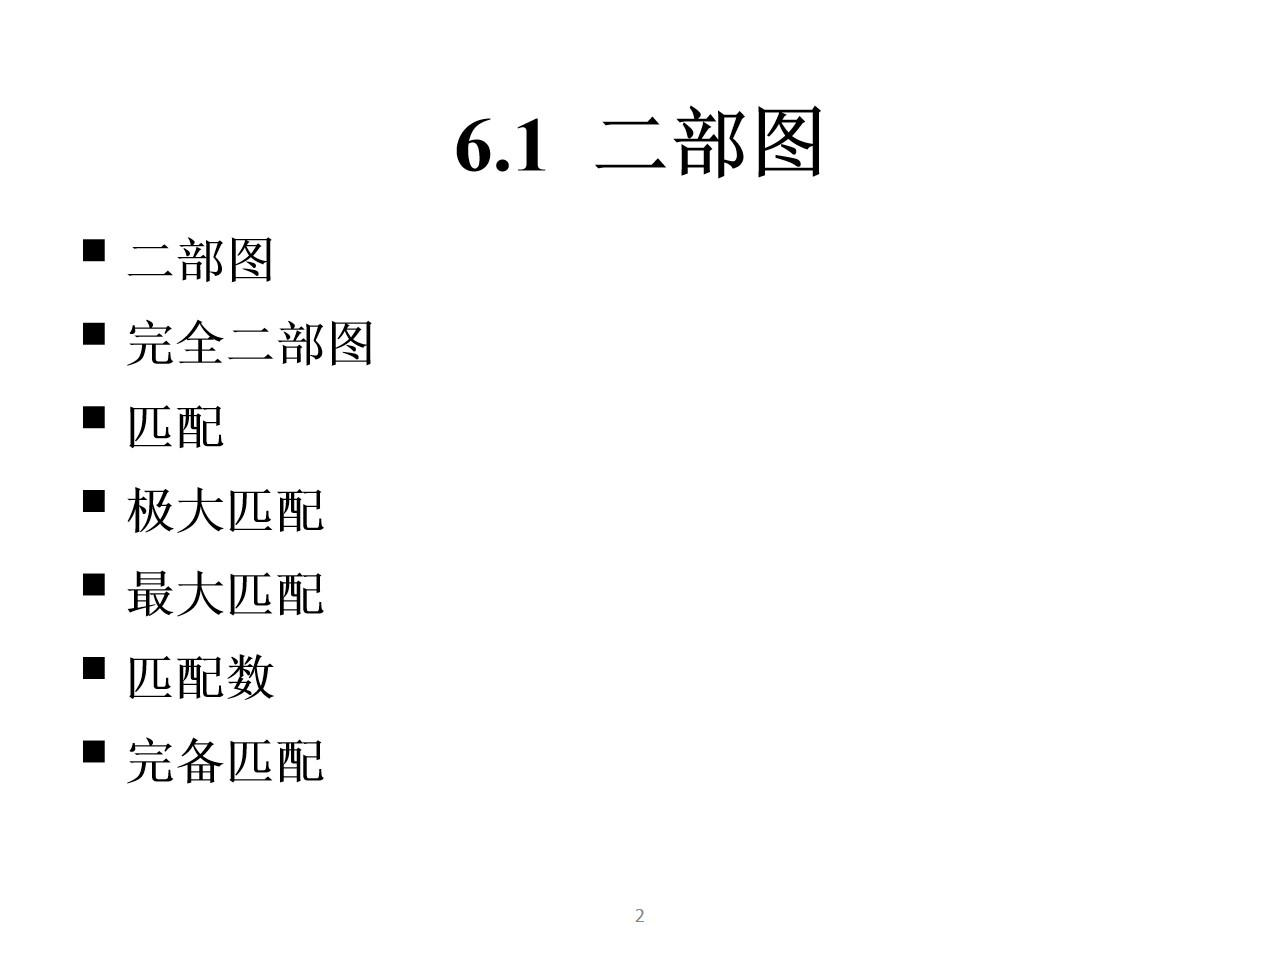 6.1 二部图
▪ 二部图
▪ 完全二部图
▪ 匹配
▪ 极大匹配
▪ 最大匹配
▪ 匹配数
▪ 完备匹配
2